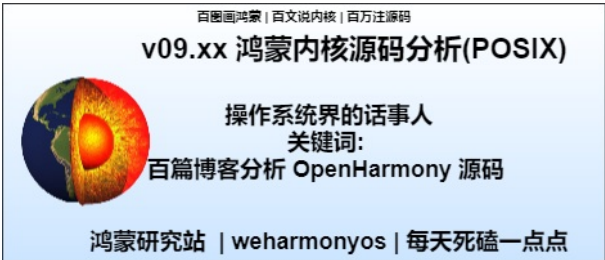 百图画鸿蒙 | 百文说内核 | 百万注源码
v09.xx 鸿蒙内核源码分析(POSIX)
操作系统界的话事人
关键词:
百篇博客分析 OpenHarmony 源码
鸿蒙研究站 | weharmonyos | 每天死磕一点点